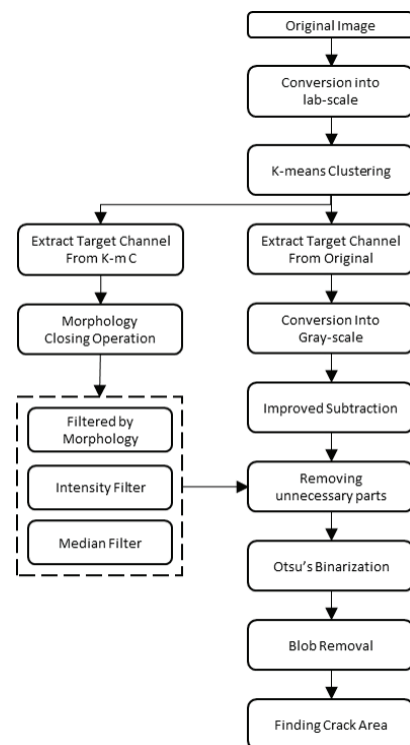 Original Image
Conversion into
lab-scale
K-means Clustering
Extract Target Channel
From K-m C
Extract Target Channel
From Original
Morphology
Closing Operation
Conversion Into
Gray-scale
Improved Subtraction
Filtered by
Morphology
Intensity Filter
Median Filter
Removing
unnecessary parts
Otsu's Binarization
Blob Removal
Finding Crack Area